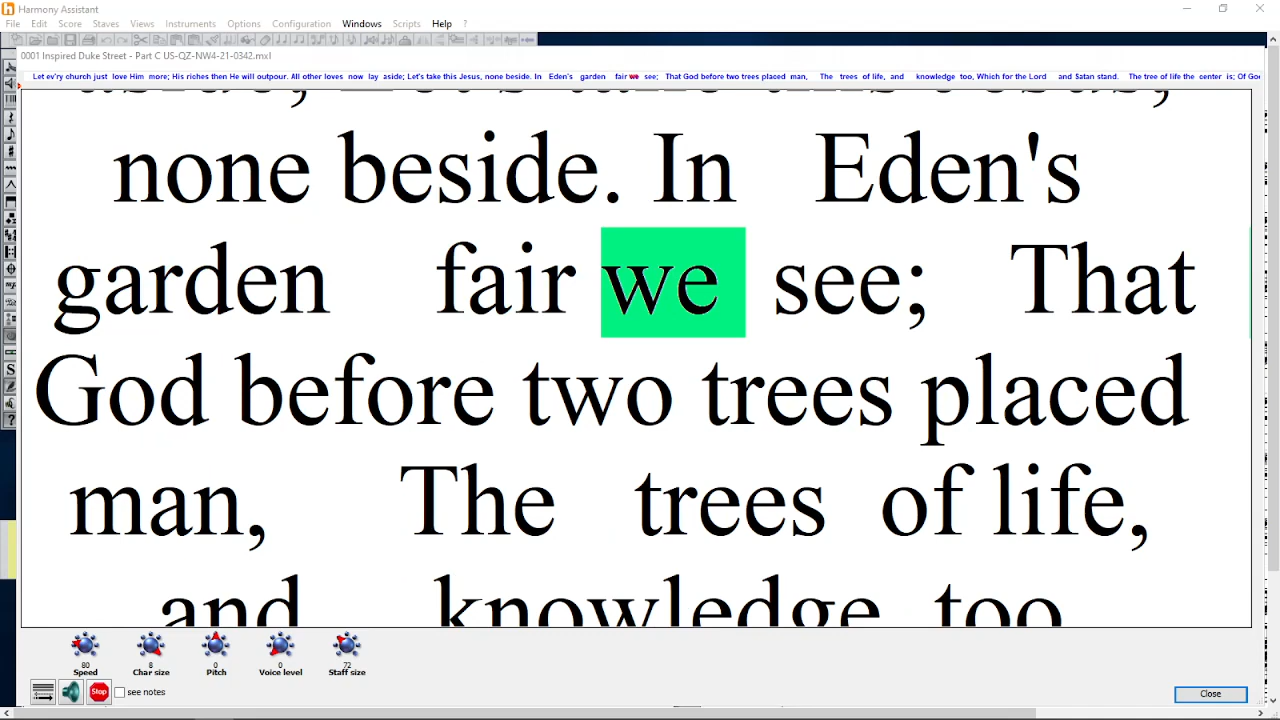 Harmony Assistant
File Edit Score Staves Views Instruments Options Configuration Windows Scripts Help ?
0001 Inspired Duke Street - Part C US-QZ-NW4-21-0342.mxl
Let ev'ry church just love Him more; His riches then He will outpour. All other loves now lay aside; Let's take this Jesus, none beside. In Eden's garden fair we see; That God before two trees placed man, The trees of life, and knowledge too, Which for the Lord and Satan stand. The tree of life the center is; Of Go
none beside. In Eden's
garden fair we see; That
God before two trees placed
man, The trees of life,
and knowledge too
80 8 0 0 72
Speed Char size Pitch Voice level Staff size
Stop see notes
Close